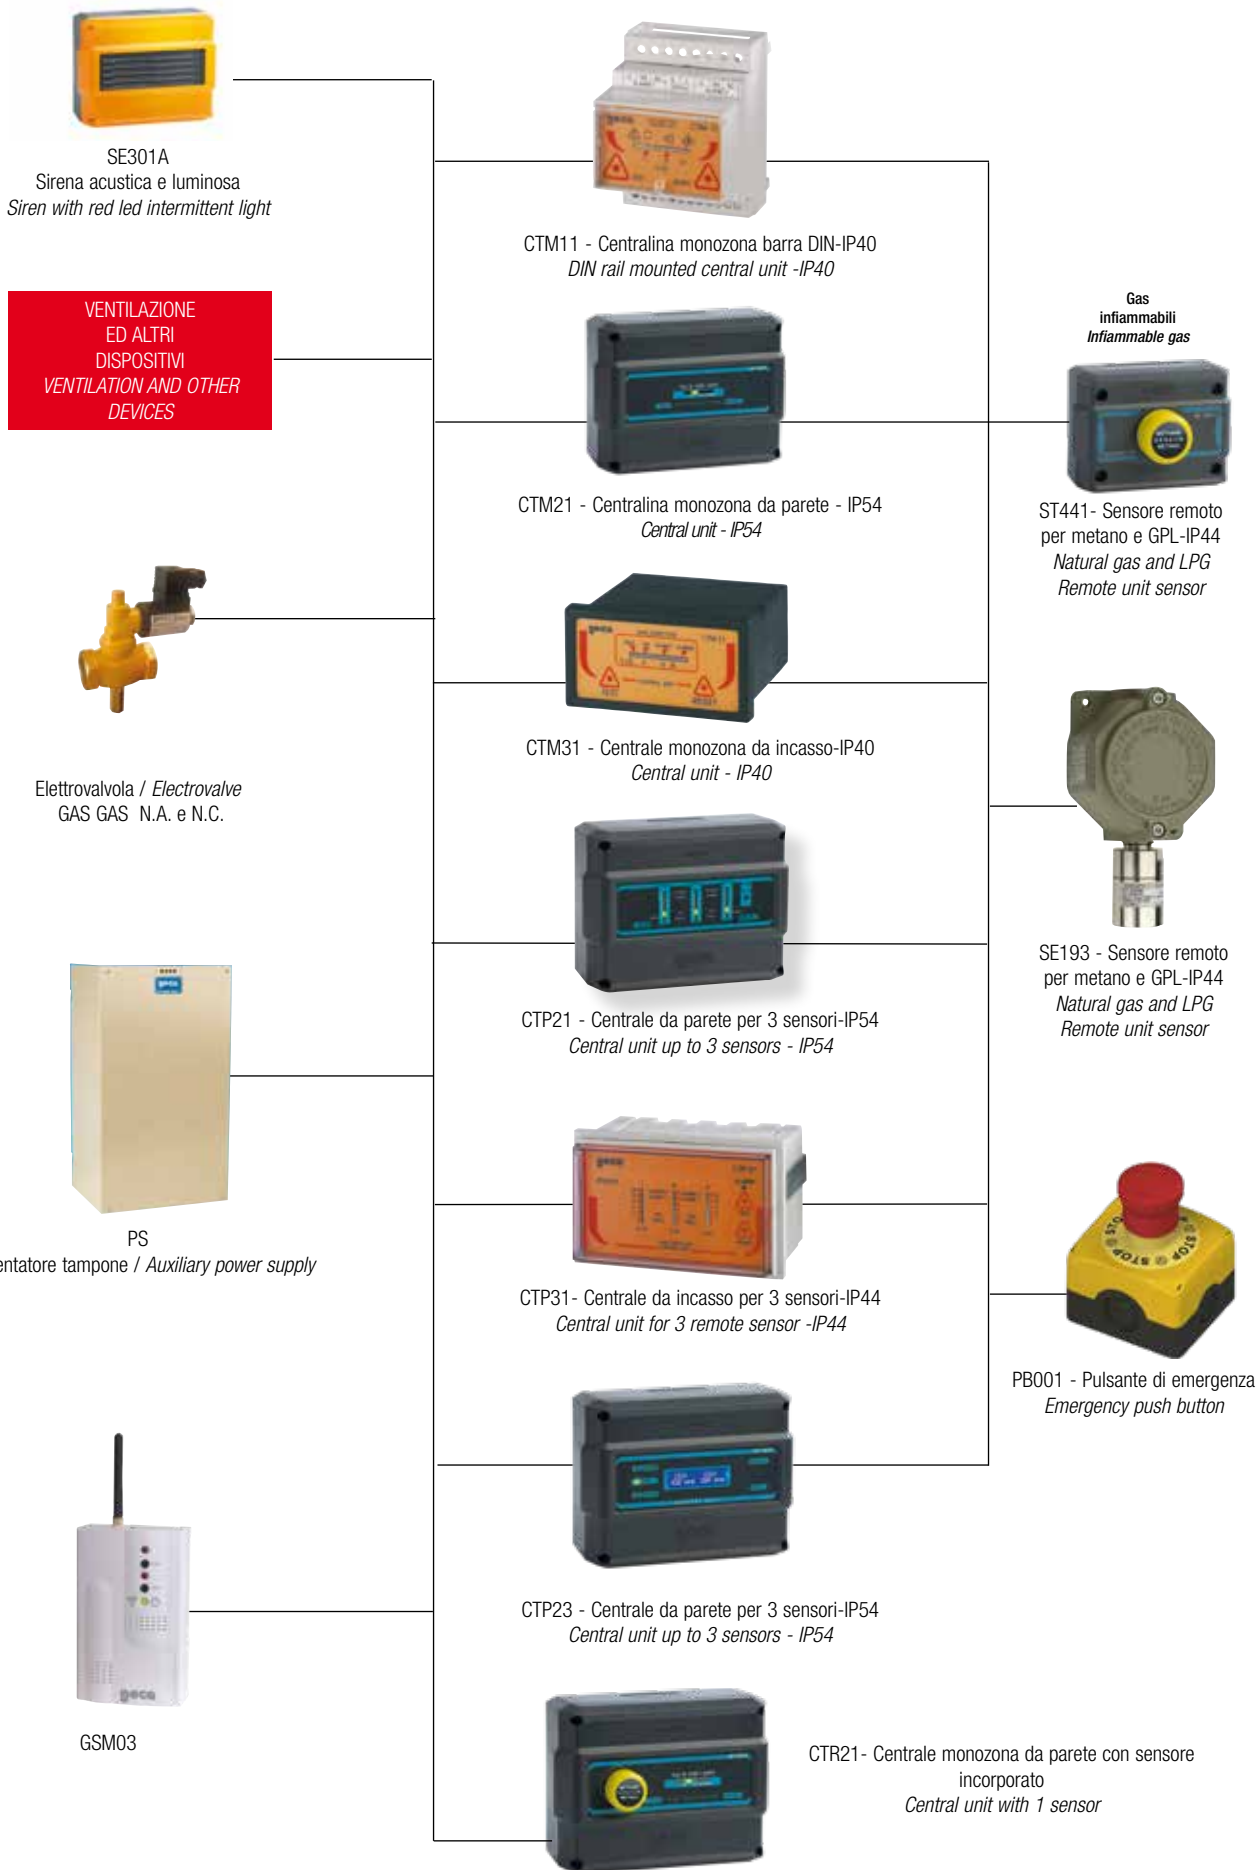 SE301A
Sirena acustica e luminosa
Siren with red led intermittent light
VENTILAZIONE
ED ALTRI
DISPOSITIVI
VENTILATION AND OTHER
DEVICES
Elettrovalvola / Electrovalve
GAS GAS N.A. e N.C.
geca
PS
entatore tampone / Auxiliary power supply
geca
GSM03
geca
CTM11 - Centralina monozona barra DIN-IP40
DIN rail mounted central unit -IP40
CTM21 - Centralina monozona da parete - IP54
Central unit - IP54
geca
CTM31 - Centrale monozona da incasso-IP40
Central unit - IP40
CTP21 - Centrale da parete per 3 sensori-IP54
Central unit up to 3 sensors - IP54
geca
CTP31- Centrale da incasso per 3 sensori-IP44
Central unit for 3 remote sensor -IP44
CTP23 - Centrale da parete per 3 sensori-IP54
Central unit up to 3 sensors - IP54
CTR21- Centrale monozona da parete con sensore
incorporato
Central unit with 1 sensor
Gas
infiammabili
Infiammable gas
ST441- Sensore remoto
per metano e GPL-IP44
Natural gas and LPG
Remote unit sensor
SE193 - Sensore remoto
per metano e GPL-IP44
Natural gas and LPG
Remote unit sensor
STOP STOP STOP
PB001 - Pulsante di emergenza
Emergency push button